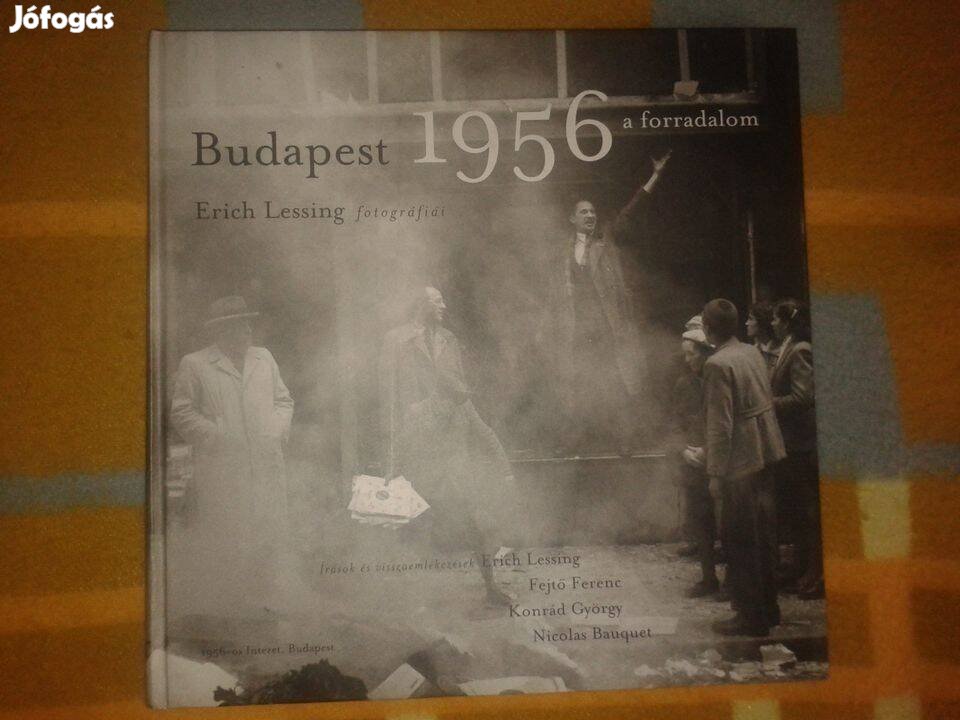 Jófogás
Budapest 1956 a forradalom
Erich Lessing fotográfiái
Írások és visszaemlékezések Erich Lessing
Fejtő Ferenc
Konrád György
Nicolas Bauquet
1956-os Intézet, Budapest